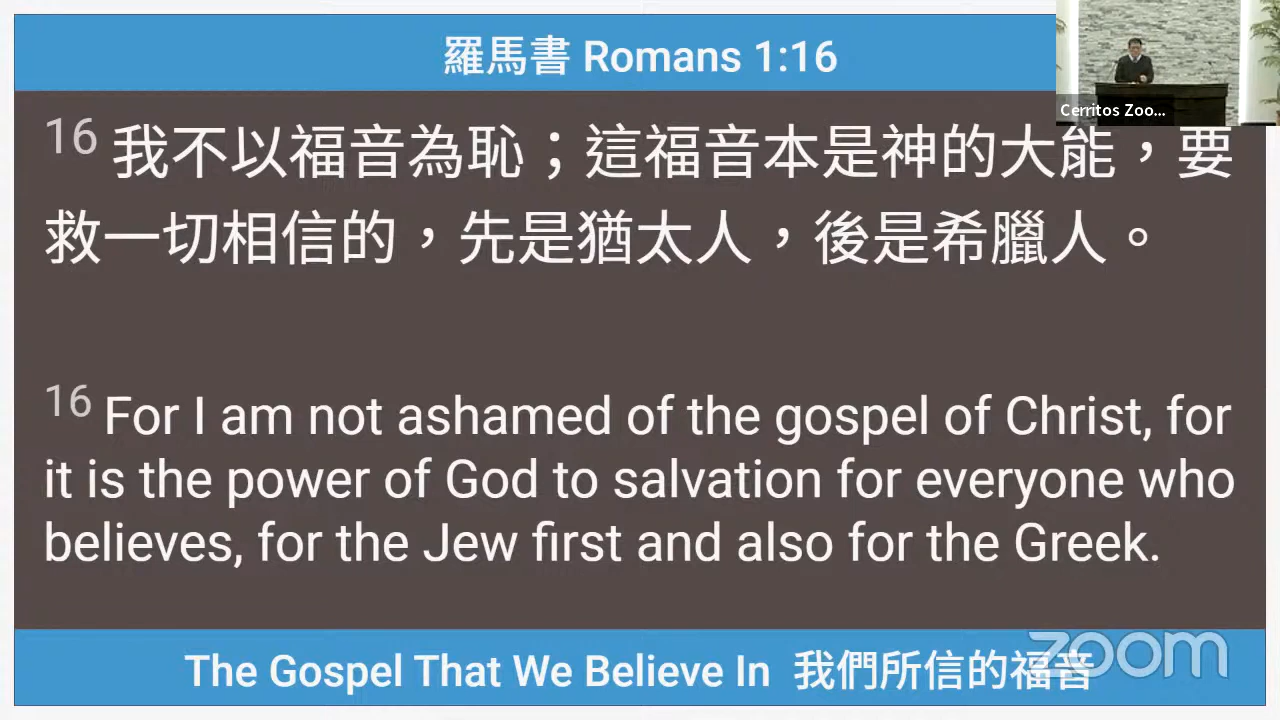 羅馬書 Romans 1:16
Cerritos Zoo...
16 我不以福音為恥；這福音本是神的大能，要
救一切相信的，先是猶太人，後是希臘人。
16 For I am not ashamed of the gospel of Christ, for
it is the power of God to salvation for everyone who
believes, for the Jew first and also for the Greek.
The Gospel That We Believe In 我們所信的福音
zoom